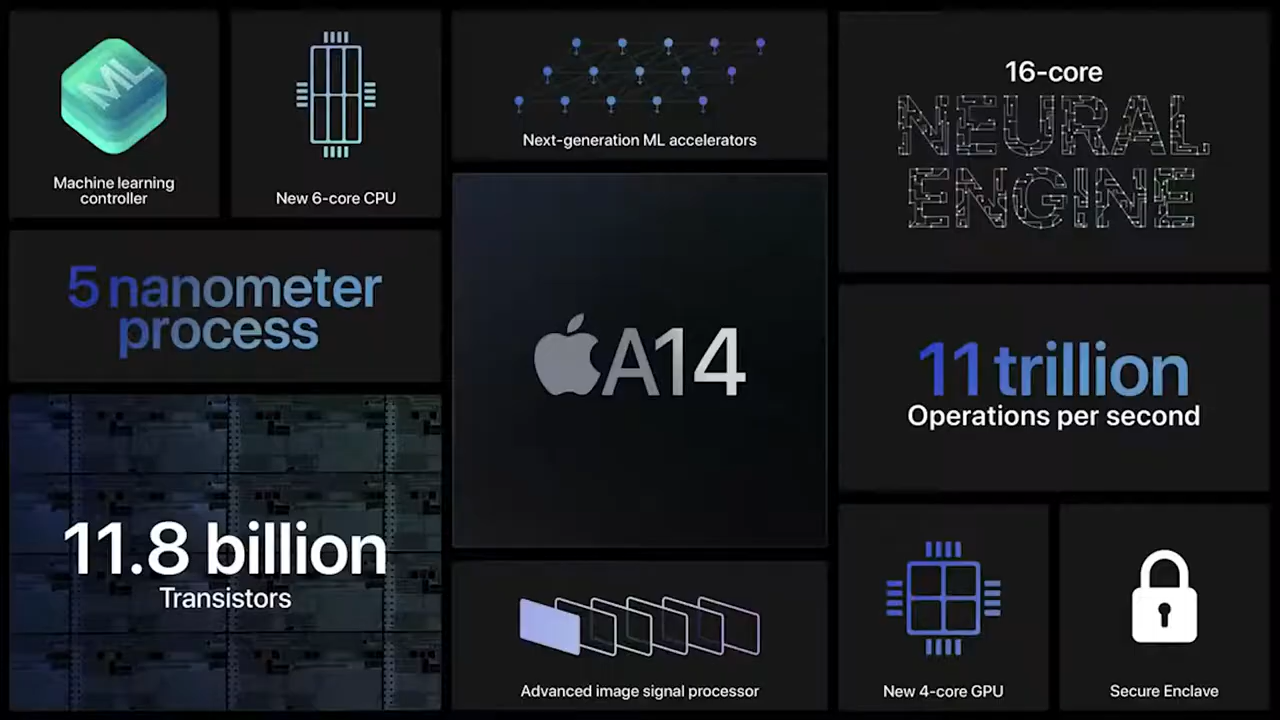 ML
Machine learning
controller
New 6-core CPU
Next-generation ML accelerators
16-core
NEURAL
ENGINE
5 nanometer
process
A14
11 trillion
Operations per second
11.8 billion
Transistors
Advanced image signal processor
New 4-core GPU
Secure Enclave